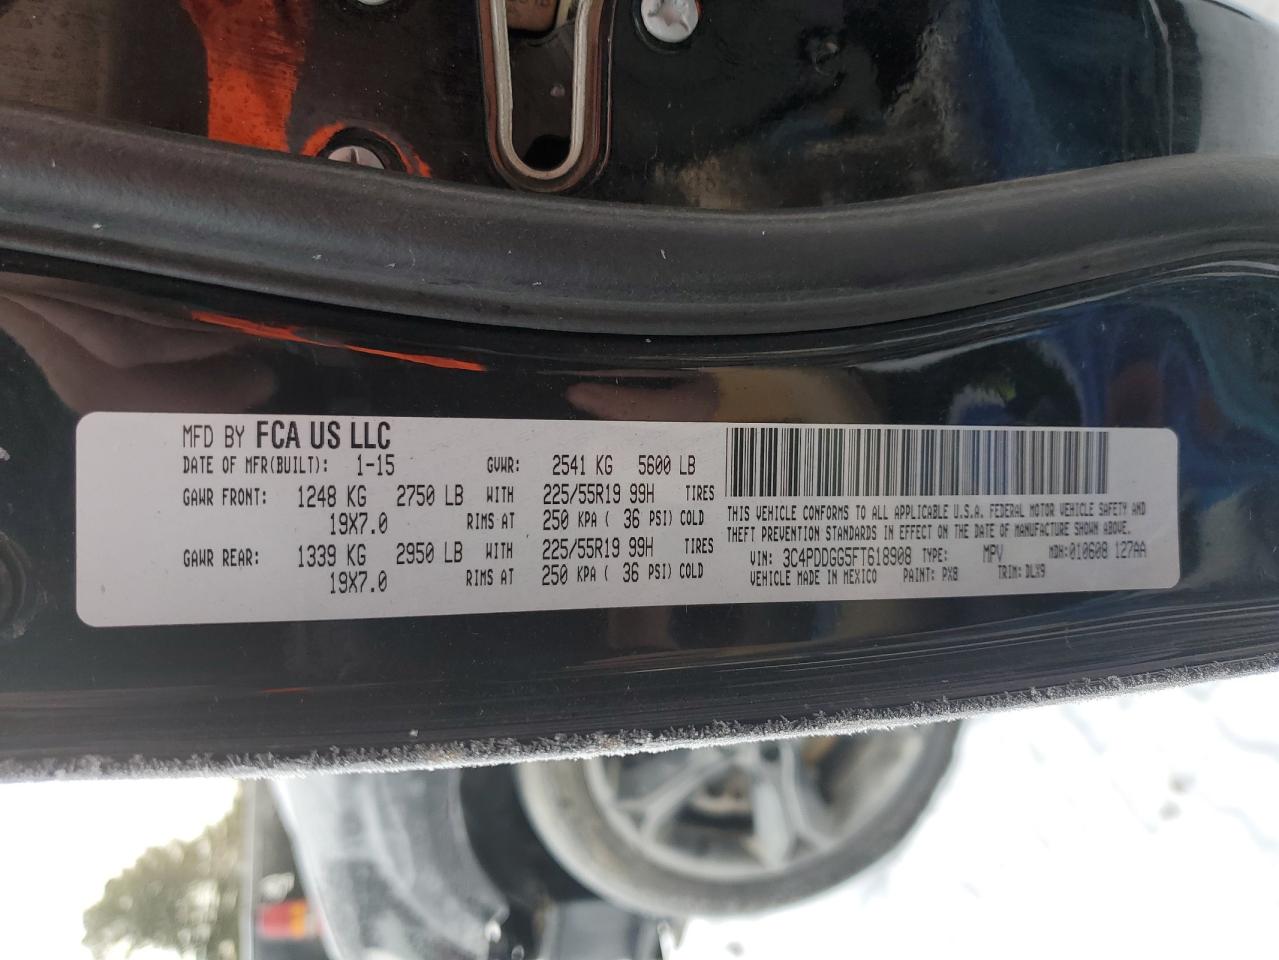 MFD BY FCA US LLC
DATE OF MFR(BUILT): 1-15 GVWR: 2541 KG 5600 LB
GAWR FRONT: 1248 KG 2750 LB WITH 225/55R19 99H TIRES
19X7.0 RIMS AT 250 KPA ( 36 PSI) COLD
GAWR REAR: 1339 KG 2950 LB WITH 225/55R19 99H TIRES
19X7.0 RIMS AT 250 KPA ( 36 PSI) COLD
THIS VEHICLE CONFORMS TO ALL APPLICABLE U.S.A. FEDERAL MOTOR VEHICLE SAFETY AND
THEFT PREVENTION STANDARDS IN EFFECT ON THE DATE OF MANUFACTURE SHOWN ABOVE.
VIN: 3C4PDDGG5FT618908 TYPE: MPV MDH: 010608 127AA
VEHICLE MADE IN MEXICO PAINT: PX8 TRIM: DLX9